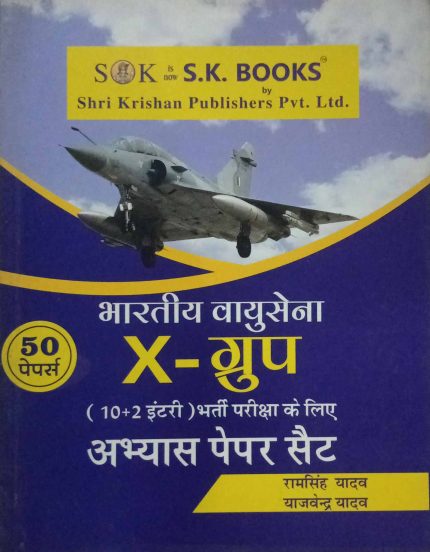 SK is now S.K. BOOKS
by
Shri Krishan Publishers Pvt. Ltd.
भारतीय वायुसेना
50
पेपर्स
X-ग्रुप
( 10+2 इंटरी )भर्ती परीक्षा के लिए
अभ्यास पेपर सैट
रामसिंह यादव
याजवेन्द्र यादव